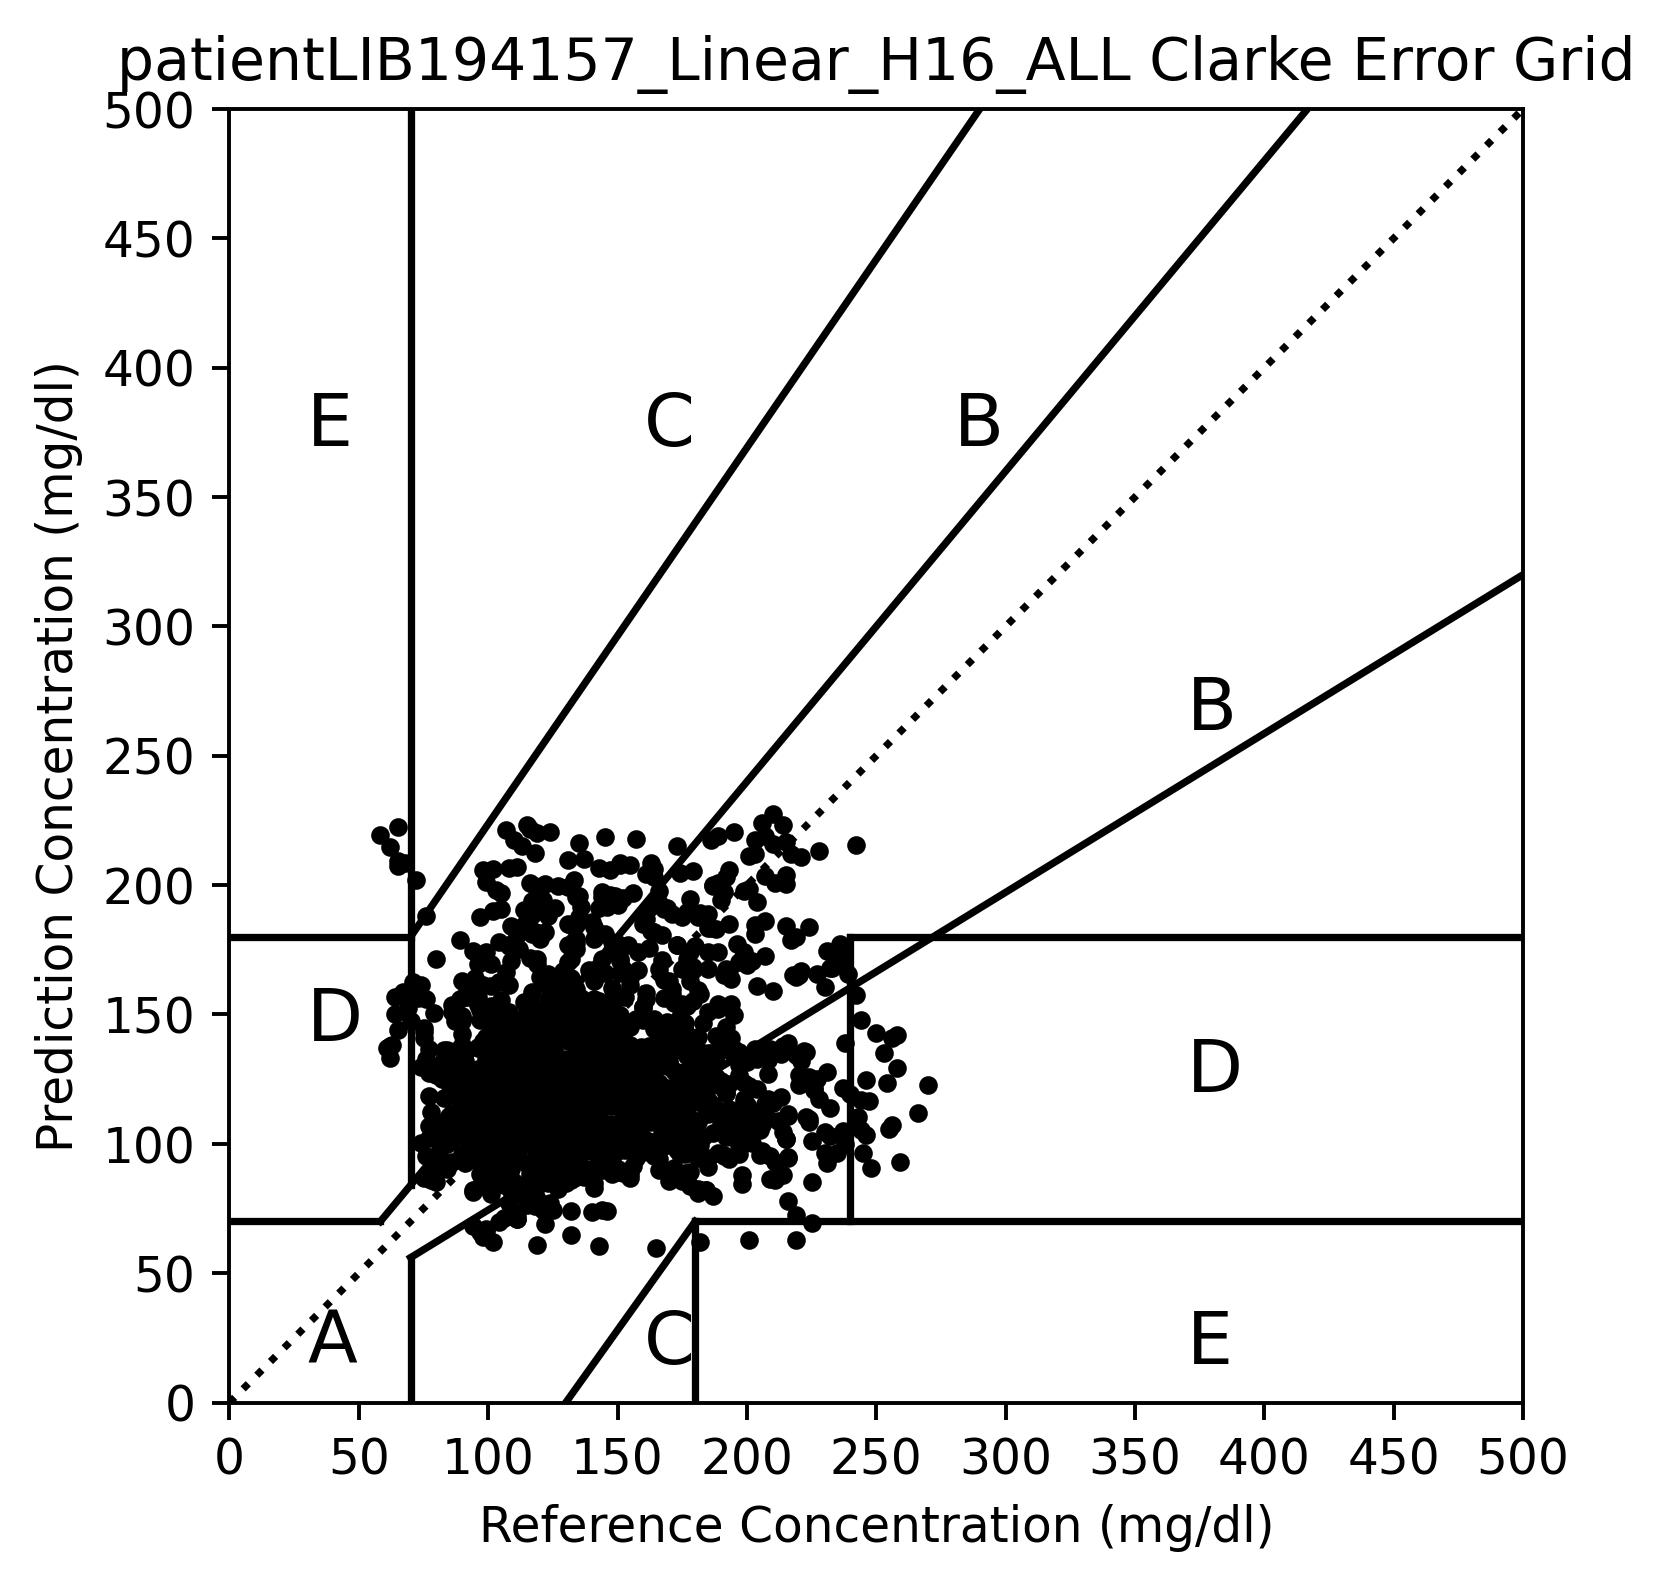 patientLIB194157_Linear_H16_ALL Clarke Error Grid
500
450
400
350
300
250
200
150
100
50
0
Prediction Concentration (mg/dl)
E
C
B
B
D
D
A
C
E
0 50 100 150 200 250 300 350 400 450 500
Reference Concentration (mg/dl)